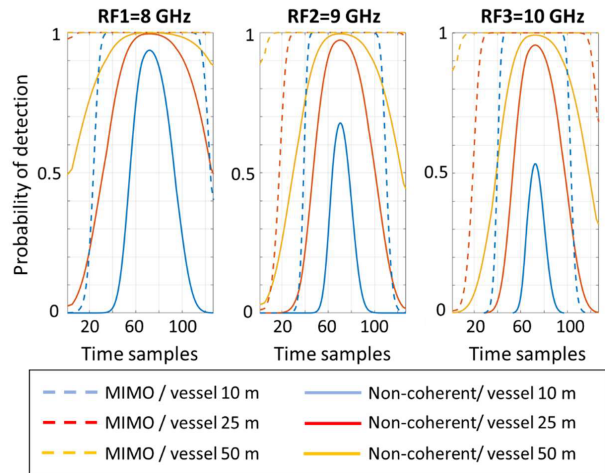 RF1=8 GHz
RF2=9 GHz
RF3=10 GHz
Probability of detection
1
0.5
0
20
100
Time samples
1
0.5
0
20
60
100
Time samples
1
0.5
0
20
60
100
Time samples
MIMO / vessel 10 m
Non-coherent/ vessel 10 m
MIMO / vessel 25 m
Non-coherent/ vessel 25 m
MIMO / vessel 50 m
Non-coherent/ vessel 50 m